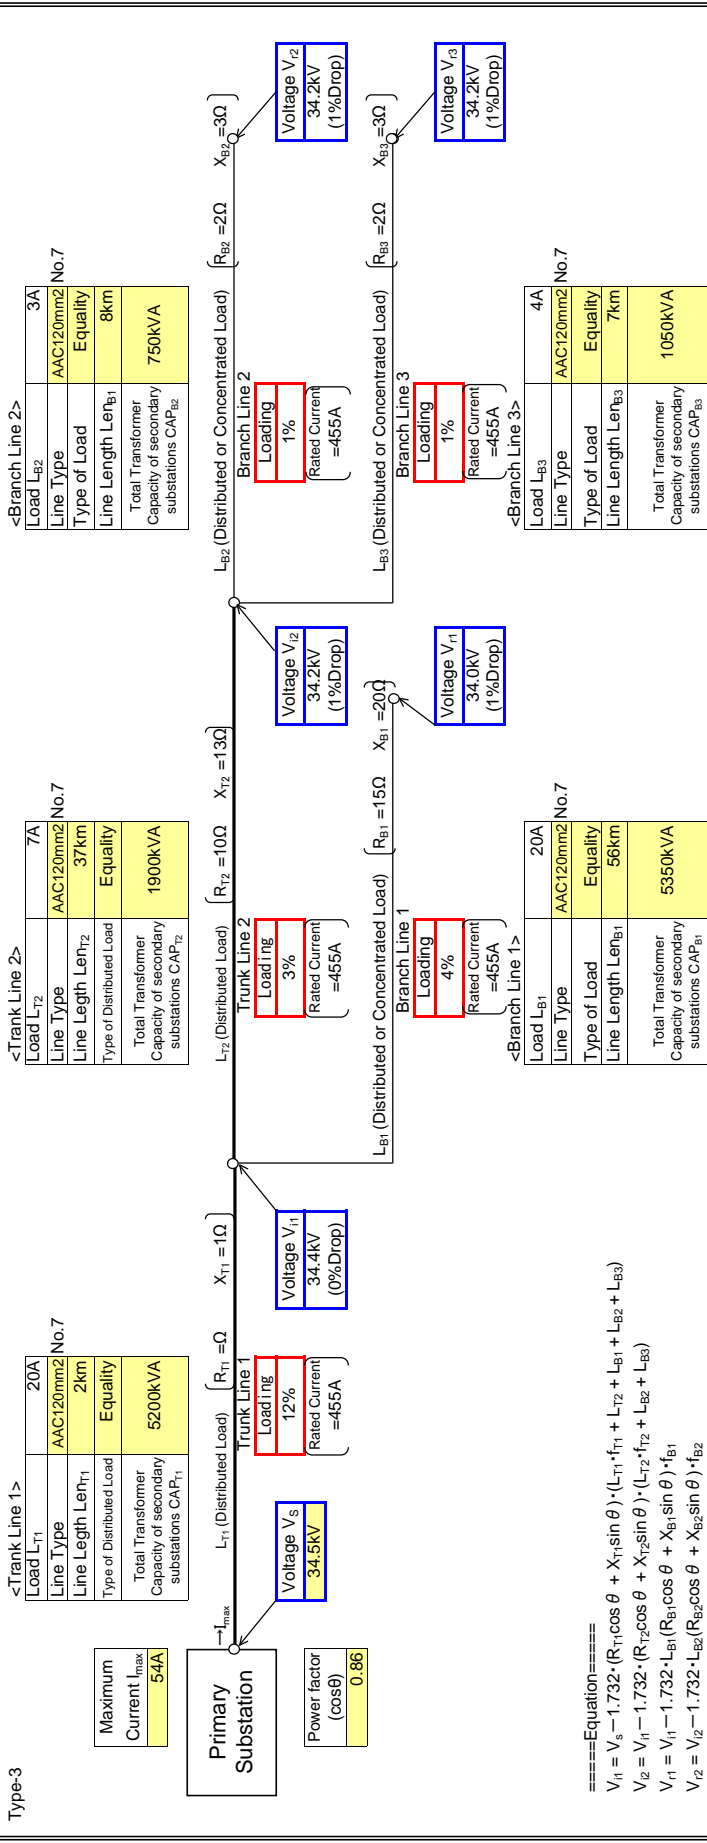 Type-3
Maximum
Current Imax
54A
Primary
Substation
Power factor
(cosθ)
0.86
→Imax
Voltage VS
34.5kV
<Trank Line 1>
Load LT1 20A
Line Type AAC120mm2 No.7
Line Legth LenT1 2km
Type of Distributed Load Equality
Total Transformer
Capacity of secondary
substations CAPT1
5200kVA
LT1 (Distributed Load) (RT1 =Ω XT1 =1Ω)
Trunk Line 1
Loading
12%
(Rated Current
=455A)
Voltage Vi1
34.4kV
(0%Drop)
<Trank Line 2>
Load LT2 7A
Line Type AAC120mm2 No.7
Line Legth LenT2 37km
Type of Distributed Load Equality
Total Transformer
Capacity of secondary
substations CAPT2
1900kVA
LT2 (Distributed Load) (RT2 =10Ω XT2 =13Ω)
Trunk Line 2
Loading
3%
(Rated Current
=455A)
Voltage Vi2
34.2kV
(1%Drop)
LB1 (Distributed or Concentrated Load) (RB1 =15Ω XB1 =20Ω)
Branch Line 1
Loading
4%
(Rated Current
=455A)
Voltage Vr1
34.0kV
(1%Drop)
<Branch Line 1>
Load LB1 20A
Line Type AAC120mm2 No.7
Type of Load Equality
Line Length LenB1 56km
Total Transformer
Capacity of secondary
substations CAPB1
5350kVA
<Branch Line 2>
Load LB2 3A
Line Type AAC120mm2 No.7
Type of Load Equality
Line Length LenB1 8km
Total Transformer
Capacity of secondary
substations CAPB2
750kVA
LB2 (Distributed or Concentrated Load) (RB2 =2Ω XB2 =3Ω)
Branch Line 2
Loading
1%
(Rated Current
=455A)
Voltage Vr2
34.2kV
(1%Drop)
LB3 (Distributed or Concentrated Load) (RB3 =2Ω XB3 =3Ω)
Branch Line 3
Loading
1%
(Rated Current
=455A)
Voltage Vr3
34.2kV
(1%Drop)
<Branch Line 3>
Load LB3 4A
Line Type AAC120mm2 No.7
Type of Load Equality
Line Length LenB3 7km
Total Transformer
Capacity of secondary
substations CAPB3
1050kVA
=====Equation=====
Vi1 = Vs－1.732･(RT1cos θ + XT1sin θ)･(LT1･fT1 + LT2 + LB1 + LB2 + LB3)
Vi2 = Vi1－1.732･(RT2cos θ + XT2sin θ)･(LT2･fT2 + LB2 + LB3)
Vr1 = Vi1－1.732･LB1(RB1cos θ + XB1sin θ)･fB1
Vr2 = Vi2－1.732･LB2(RB2cos θ + XB2sin θ)･fB2